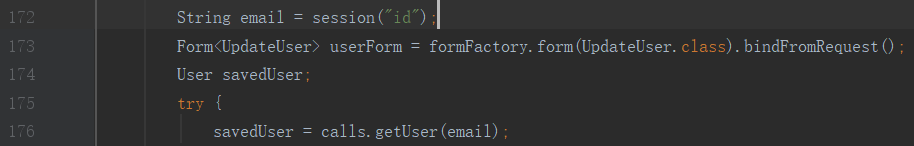 172 String email = session("id");
173 Form<UpdateUser> userForm = formFactory.form(UpdateUser.class).bindFromRequest();
174 User savedUser;
175 try {
176 savedUser = calls.getUser(email);